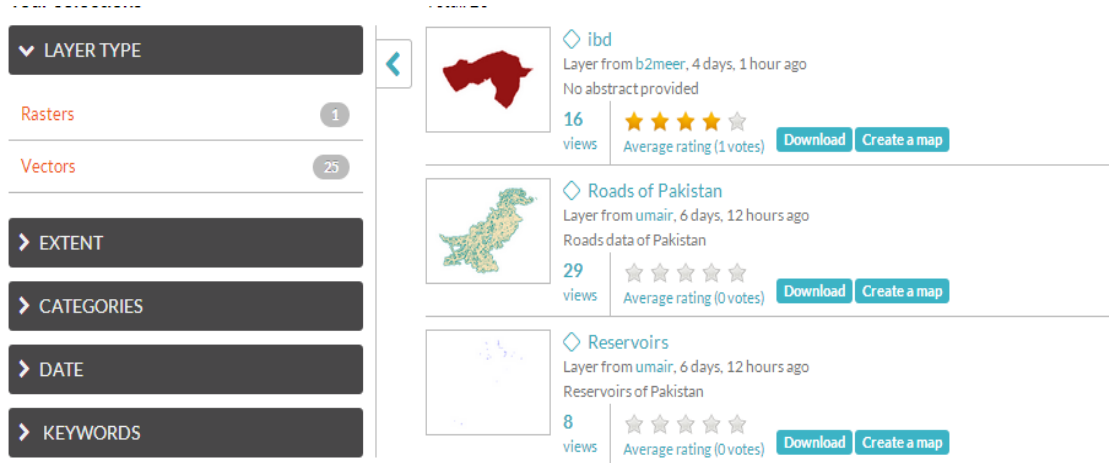 LAYER TYPE
Rasters 1
Vectors 25
EXTENT
CATEGORIES
DATE
KEYWORDS
ibd
Layer from b2meer, 4 days, 1 hour ago
No abstract provided
16
views
Average rating (1 votes)
Download
Create a map
Roads of Pakistan
Layer from umair, 6 days, 12 hours ago
Roads data of Pakistan
29
views
Average rating (0 votes)
Download
Create a map
Reservoirs
Layer from umair, 6 days, 12 hours ago
Reservoirs of Pakistan
8
views
Average rating (0 votes)
Download
Create a map